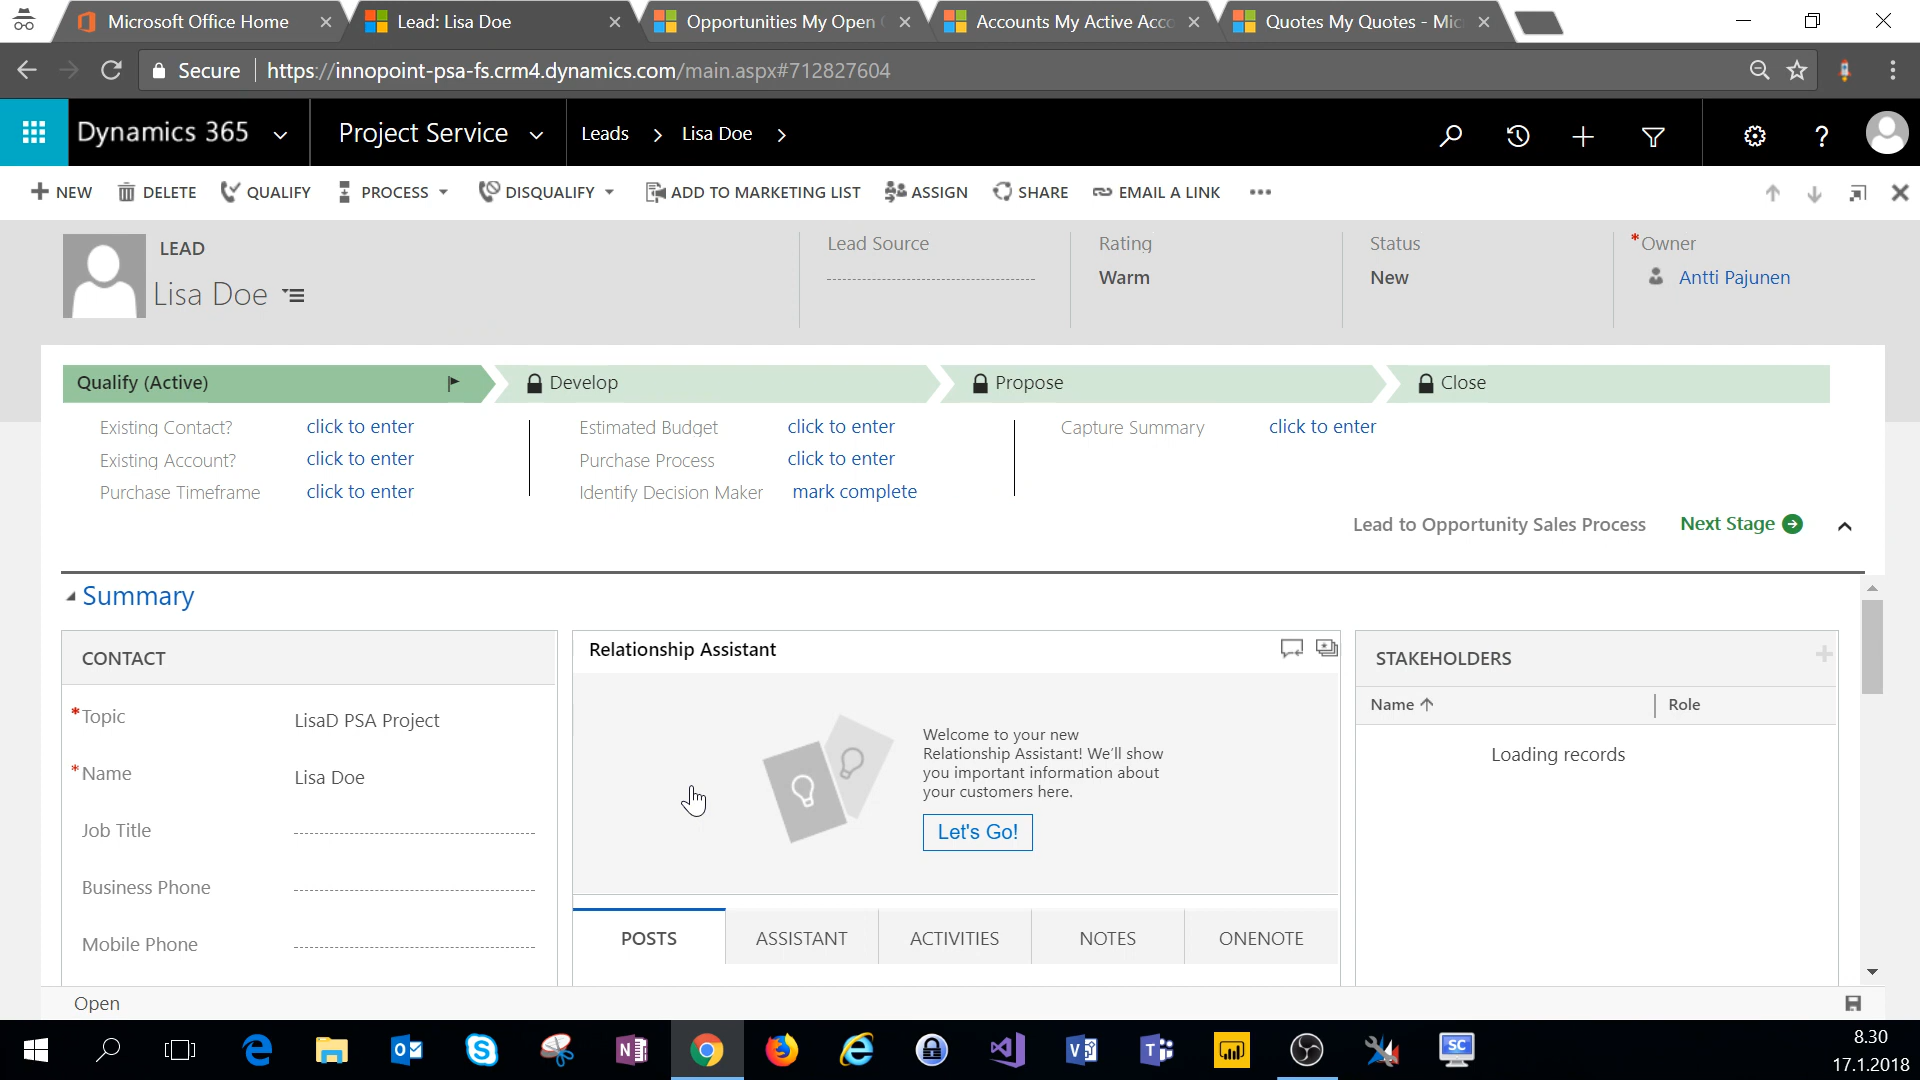 Microsoft Office Home
Lead: Lisa Doe
Opportunities My Open
Accounts My Active Acco
Quotes My Quotes - Mic
Secure
https://innopoint-psa-fs.crm4.dynamics.com/main.aspx#712827604
Dynamics 365
Project Service
Leads > Lisa Doe >
NEW
DELETE
QUALIFY
PROCESS
DISQUALIFY
ADD TO MARKETING LIST
ASSIGN
SHARE
EMAIL A LINK
LEAD
Lisa Doe
Lead Source
Rating
Warm
Status
New
*Owner
Antti Pajunen
Qualify (Active)
Develop
Propose
Close
Existing Contact? click to enter
Existing Account? click to enter
Purchase Timeframe click to enter
Estimated Budget click to enter
Purchase Process click to enter
Identify Decision Maker mark complete
Capture Summary click to enter
Lead to Opportunity Sales Process
Next Stage
Summary
CONTACT
*Topic LisaD PSA Project
*Name Lisa Doe
Job Title
Business Phone
Mobile Phone
Relationship Assistant
Welcome to your new
Relationship Assistant! We'll show
you important information about
your customers here.
Let's Go!
POSTS
ASSISTANT
ACTIVITIES
NOTES
ONENOTE
STAKEHOLDERS
Name
Role
Loading records
Open
8.30
17.1.2018